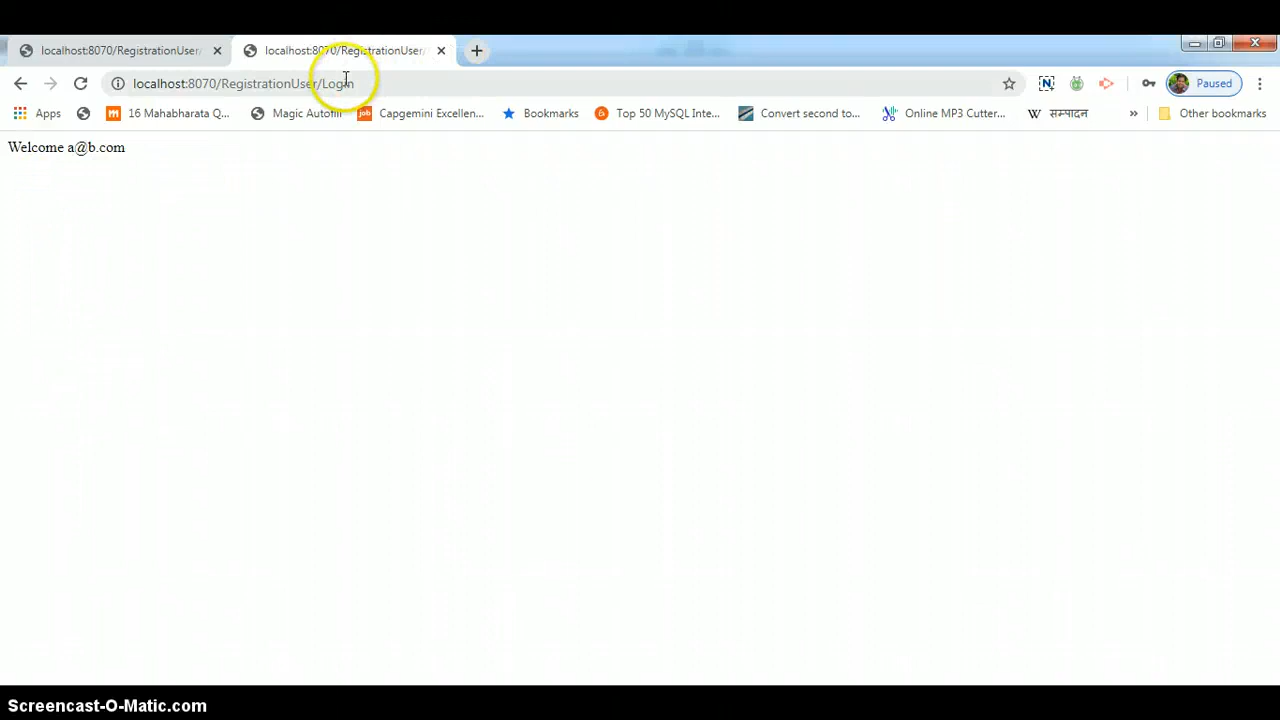 localhost:8070/RegistrationUser/ localhost:8070/RegistrationUser/
localhost:8070/RegistrationUser/Login Paused
Apps 16 Mahabharata Q... Magic Autofill Capgemini Excellen... Bookmarks Top 50 MySQL Inte... Convert second to... Online MP3 Cutter... W सम्पादन » Other bookmarks
Welcome a@b.com
Screencast-O-Matic.com